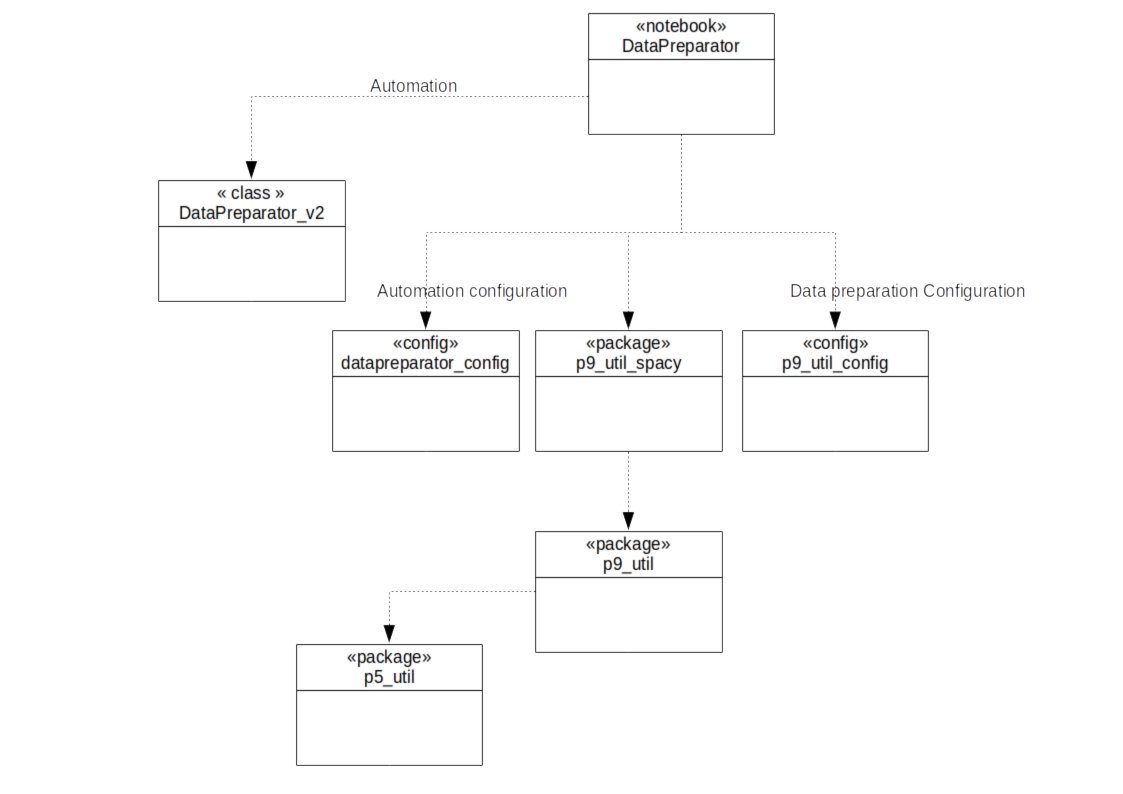 «notebook»
DataPreparator
Automation
« class »
DataPreparator_v2
Automation configuration
Data preparation Configuration
«config»
datapreparator_config
«package»
p9_util_spacy
«config»
p9_util_config
«package»
p9_util
«package»
p5_util